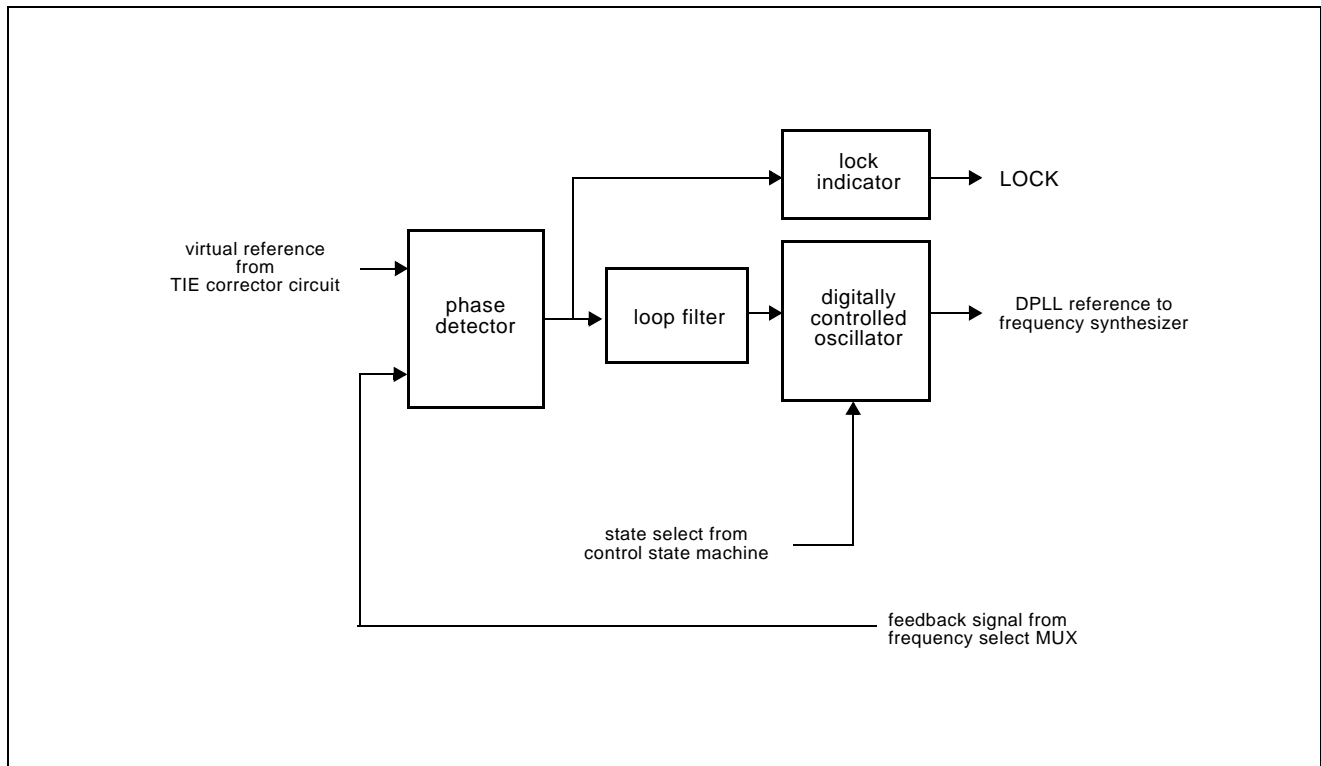 lock
indicator
LOCK
virtual reference
from
TIE corrector circuit
phase
detector
loop filter
digitally
controlled
oscillator
DPLL reference to
frequency synthesizer
state select from
control state machine
feedback signal from
frequency select MUX